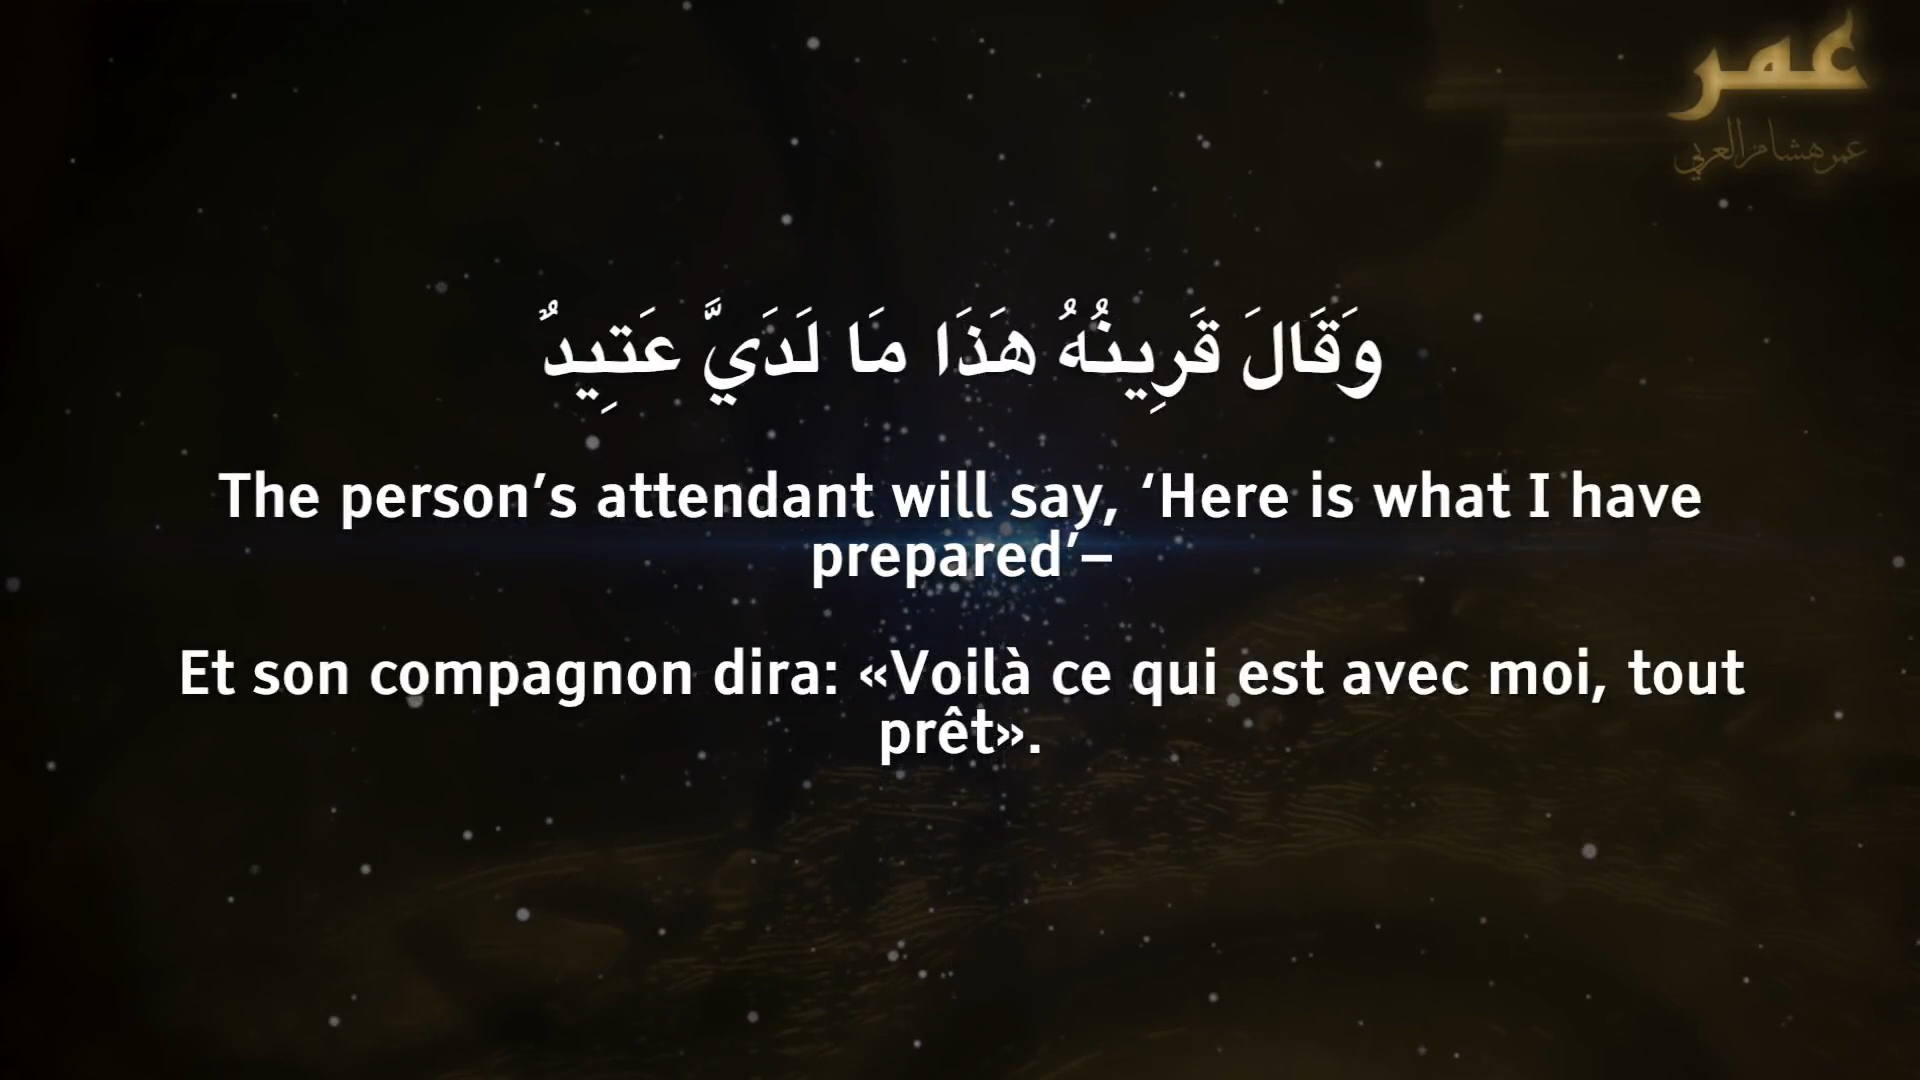 عمر
عمر هشام العربي
وَقَالَ قَرِينُهُ هَذَا مَا لَدَيَّ عَتِيدٌ
The person’s attendant will say, ‘Here is what I have
prepared’–
Et son compagnon dira: «Voilà ce qui est avec moi, tout
prêt».